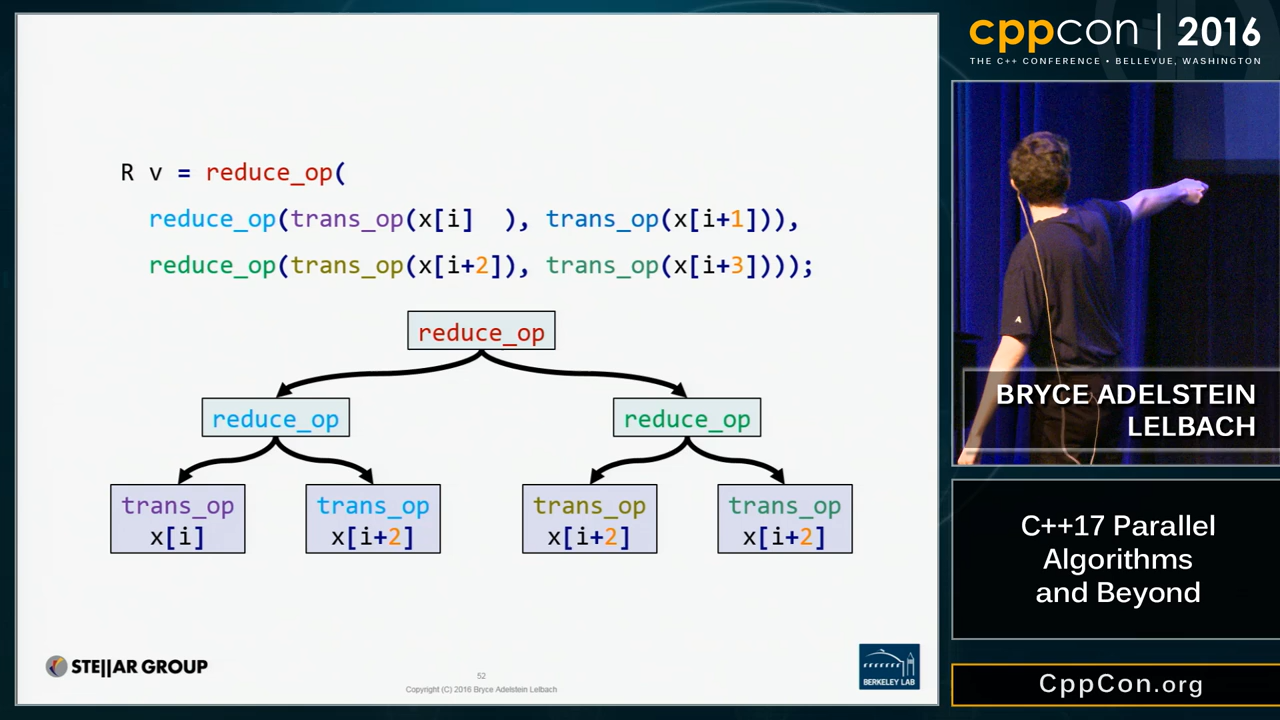 R v = reduce_op(
reduce_op(trans_op(x[i]  ), trans_op(x[i+1])),
reduce_op(trans_op(x[i+2]), trans_op(x[i+3])));
reduce_op
reduce_op
reduce_op
trans_op
x[i]
trans_op
x[i+2]
trans_op
x[i+2]
trans_op
x[i+2]
STE||AR GROUP
52
Copyright (C) 2016 Bryce Adelstein Lelbach
BERKELEY LAB
cppcon | 2016
THE C++ CONFERENCE • BELLEVUE, WASHINGTON
BRYCE ADELSTEIN
LELBACH
C++17 Parallel
Algorithms
and Beyond
CppCon.org